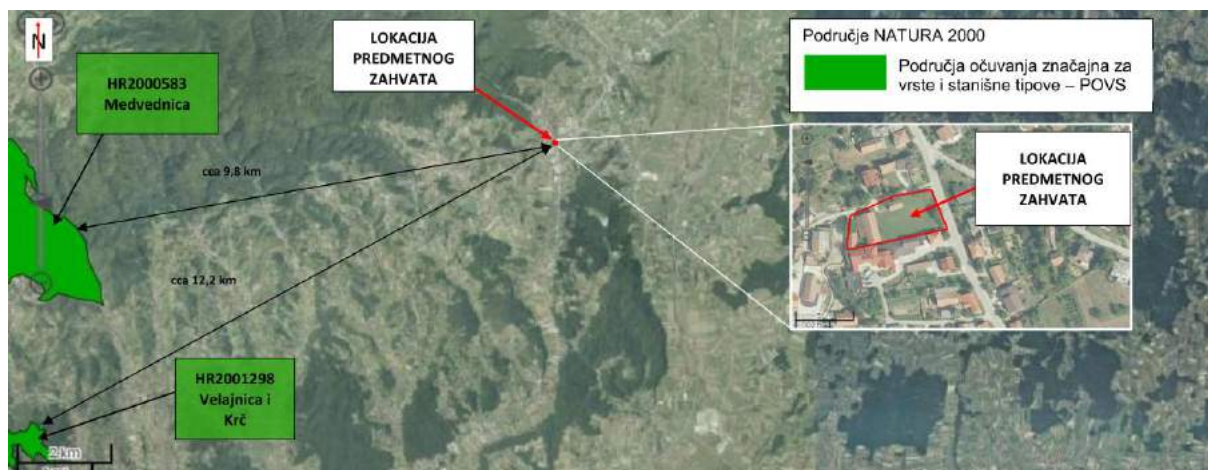 N
HR2000583
Medvednica
LOKACIJA
PREDMETNOG
ZAHVATA
Područje NATURA 2000
Područja očuvanja značajna za
vrste i stanišne tipove – POVS
LOKACIJA
PREDMETNOG
ZAHVATA
cca 9,8 km
cca 12,2 km
HR2001298
Velajnica i
Krč
2 km